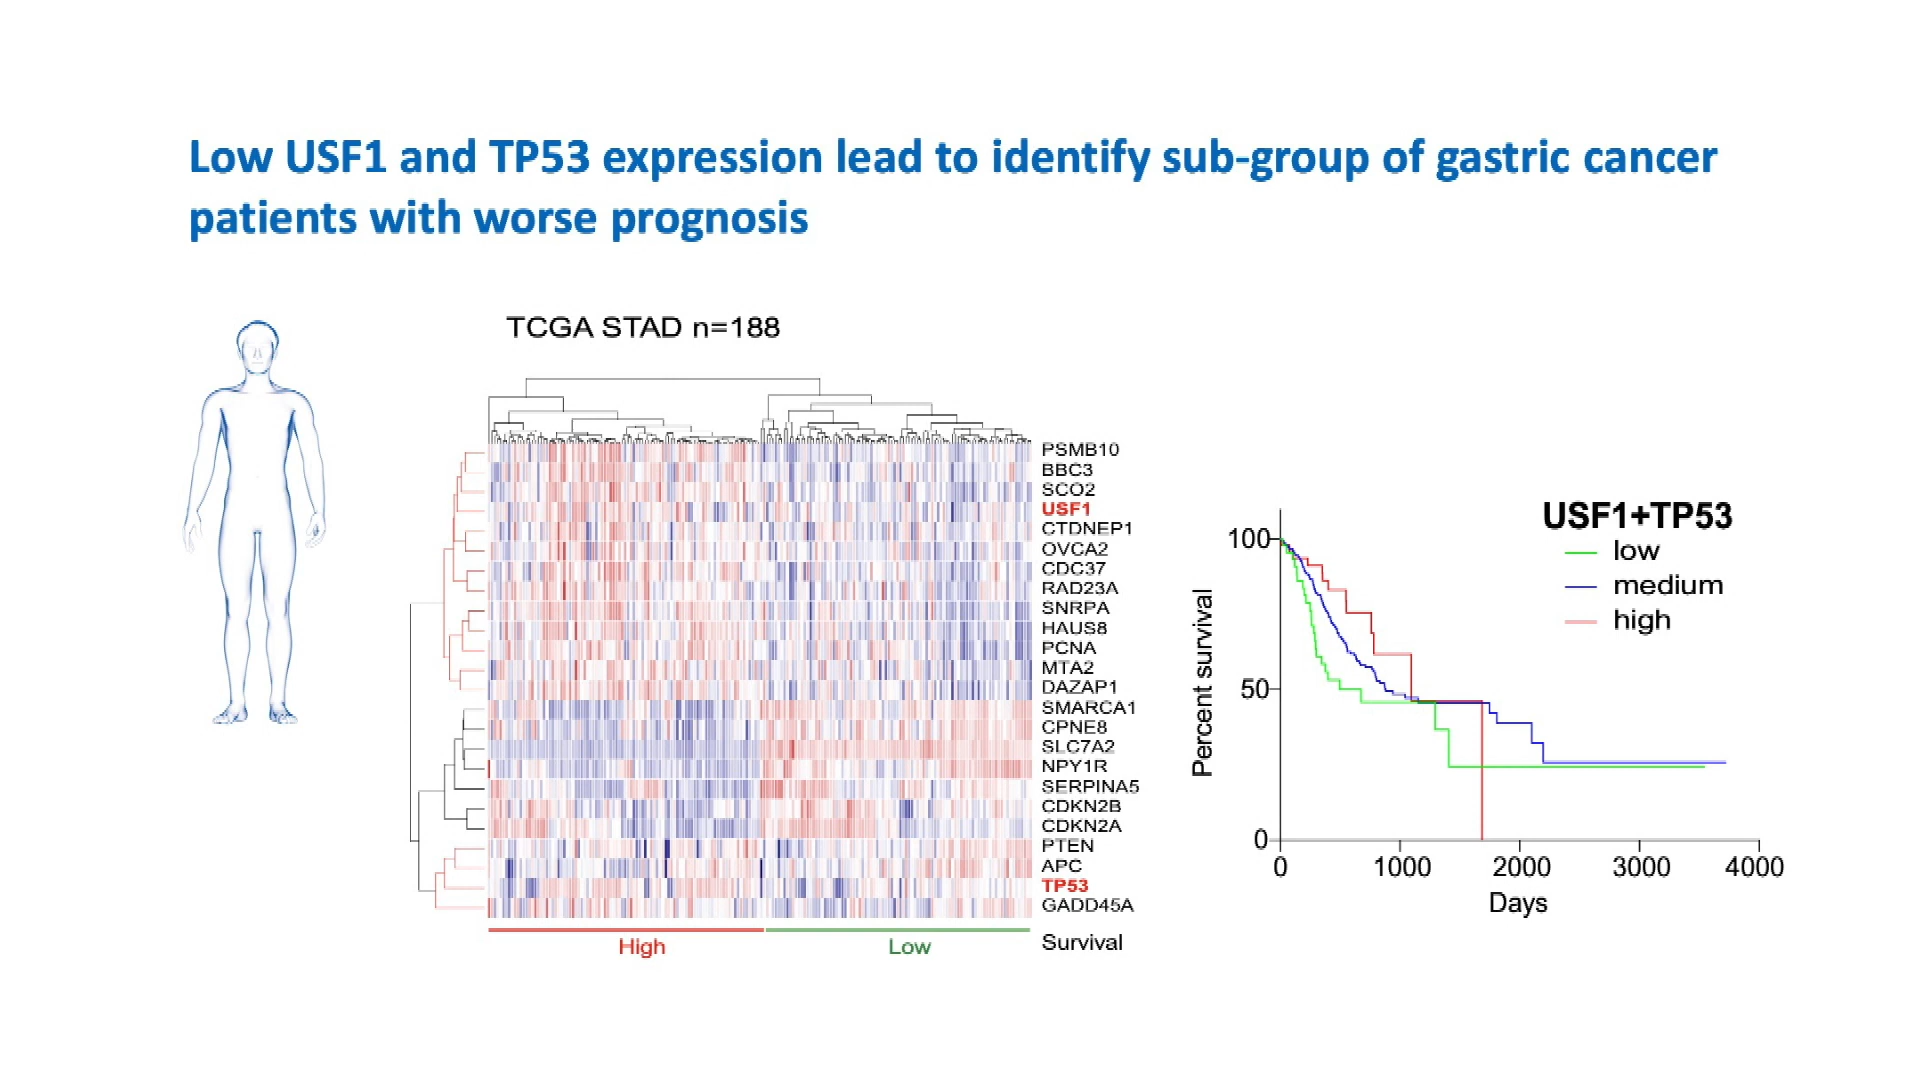 Low USF1 and TP53 expression lead to identify sub-group of gastric cancer
patients with worse prognosis
TCGA STAD n=188
PSMB10
BBC3
SCO2
USF1
CTDNEP1
OVCA2
CDC37
RAD23A
SNRPA
HAUS8
PCNA
MTA2
DAZAP1
SMARCA1
CPNE8
SLC7A2
NPY1R
SERPINA5
CDKN2B
CDKN2A
PTEN
APC
TP53
GADD45A
High
Low
Survival
USF1+TP53
low
medium
high
Percent survival
100
50
0
0 1000 2000 3000 4000
Days